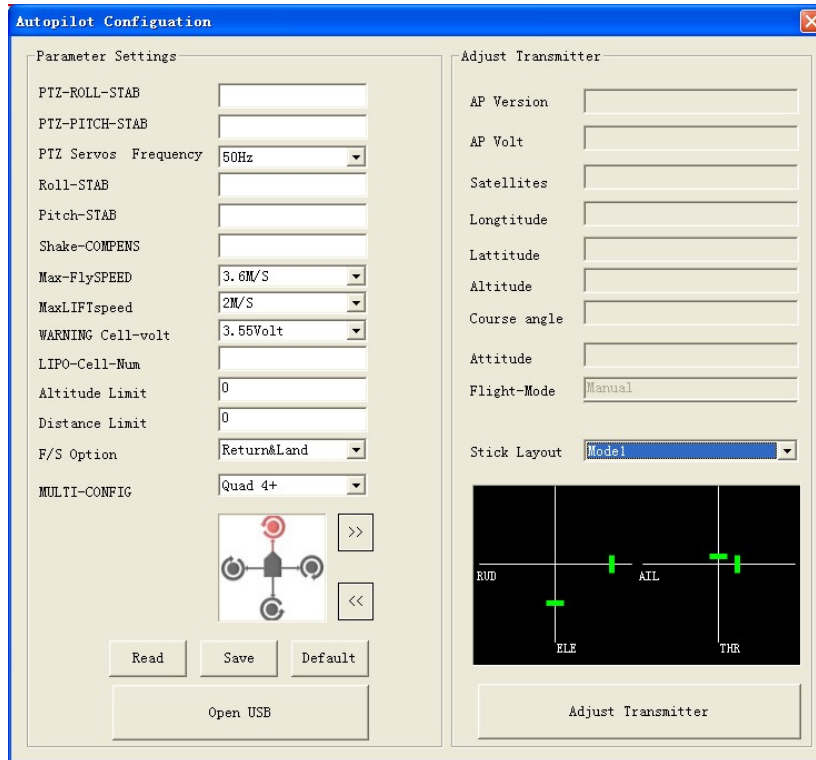 Autopilot Configuation
Parameter Settings
PTZ-ROLL-STAB
PTZ-PITCH-STAB
PTZ Servos Frequency 50Hz
Roll-STAB
Pitch-STAB
Shake-COMPENS
Max-FlySPEED 3.6M/S
MaxLIFTspeed 2M/S
WARNING Cell-volt 3.55Volt
LIPO-Cell-Num
Altitude Limit 0
Distance Limit 0
F/S Option Return&Land
MULTI-CONFIG Quad 4+
>>
<<
Read Save Default
Open USB
Adjust Transmitter
AP Version
AP Volt
Satellites
Longtitude
Lattitude
Altitude
Course angle
Attitude
Flight-Mode Manual
Stick Layout Mode1
RUD AIL
ELE THR
Adjust Transmitter